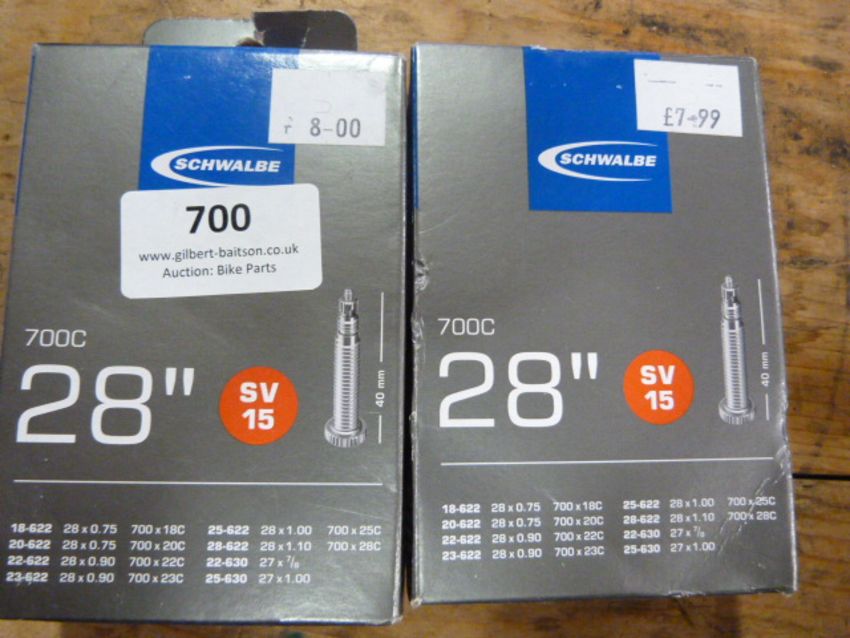 SCHWALBE
8-00
700
www.gilbert-baitson.co.uk
Auction: Bike Parts
700C
28"
SV
15
40 mm
18-622 28 x 0.75 700 x 18C 25-622 28 x 1.00 700 x 25C
20-622 28 x 0.75 700 x 20C 28-622 28 x 1.10 700 x 28C
22-622 28 x 0.90 700 x 22C 22-630 27 x 7/8
23-622 28 x 0.90 700 x 23C 25-630 27 x 1.00
£7-99
SCHWALBE
700C
28"
SV
15
40 mm
18-622 28 x 0.75 700 x 18C 25-622 28 x 1.00 700 x 25C
20-622 28 x 0.75 700 x 20C 28-622 28 x 1.10 700 x 28C
22-622 28 x 0.90 700 x 22C 22-630 27 x 7/8
23-622 28 x 0.90 700 x 23C 25-630 27 x 1.00